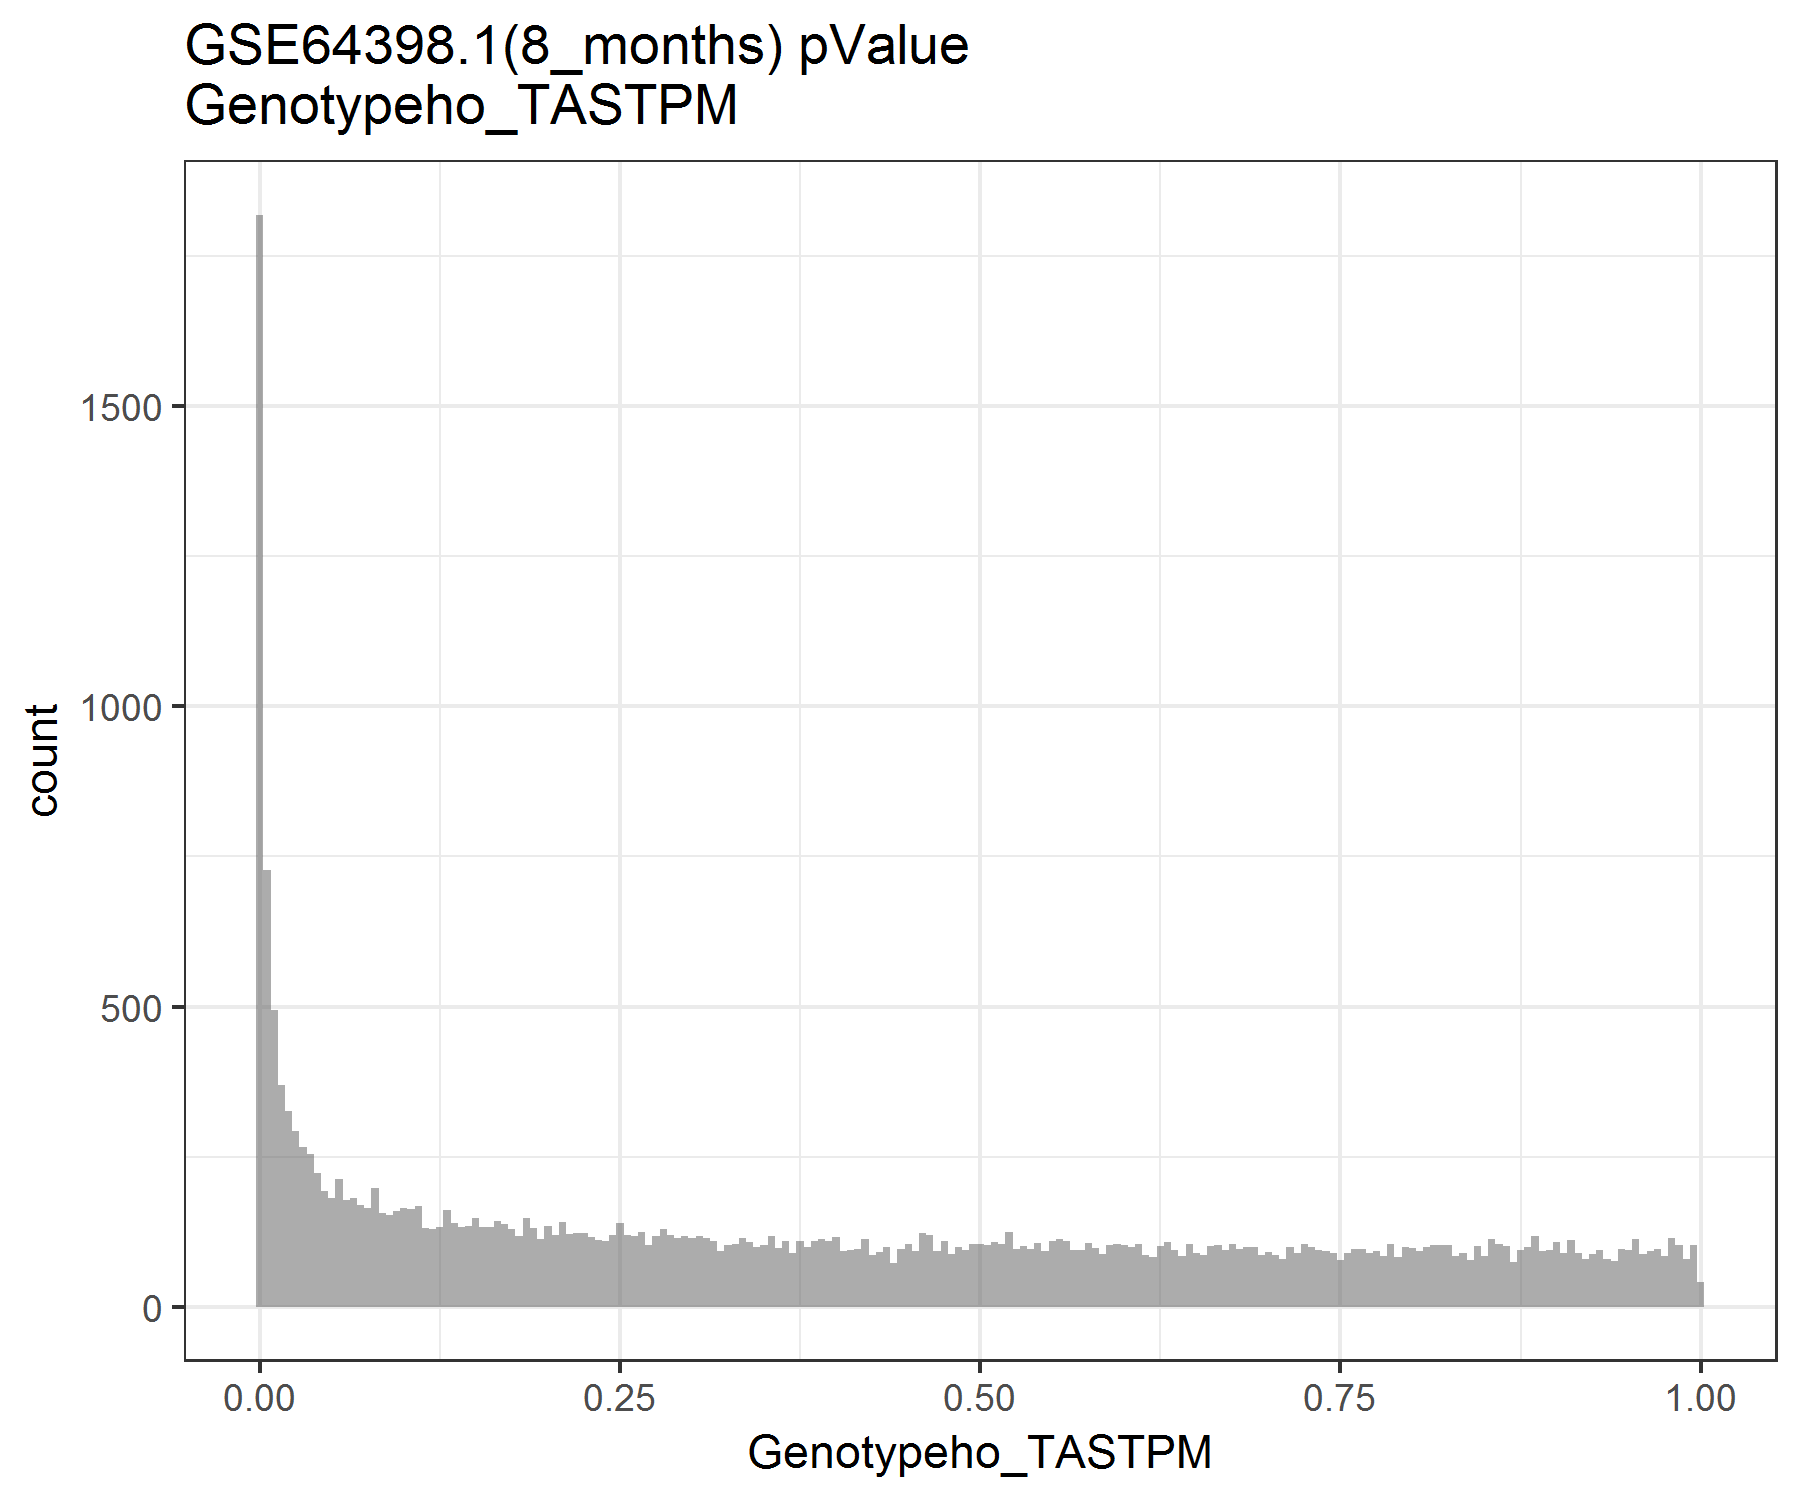 GSE64398.1(8_months) pValue
Genotypeho_TASTPM
1500
1000
500
0
count
0.00 0.25 0.50 0.75 1.00
Genotypeho_TASTPM